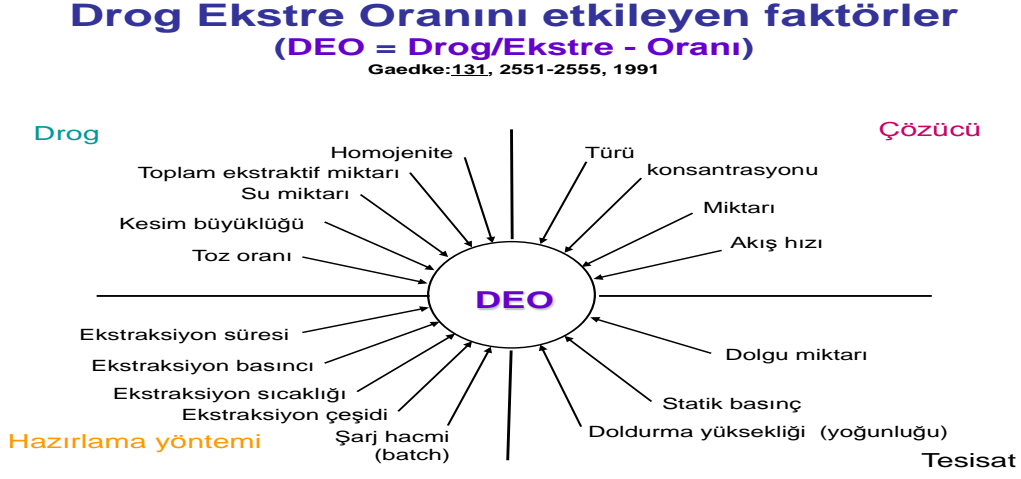 Drog Ekstre Oranını etkileyen faktörler
(DEO = Drog/Ekstre - Oranı)
Gaedke:131, 2551-2555, 1991
Drog
Homojenite
Toplam ekstraktif miktarı
Su miktarı
Kesim büyüklüğü
Toz oranı
Çözücü
Türü
konsantrasyonu
Miktarı
Akış hızı
DEO
Ekstraksiyon süresi
Ekstraksiyon basıncı
Ekstraksiyon sıcaklığı
Ekstraksiyon çeşidi
Şarj hacmi
(batch)
Hazırlama yöntemi
Dolgu miktarı
Statik basınç
Doldurma yüksekliği (yoğunluğu)
Tesisat